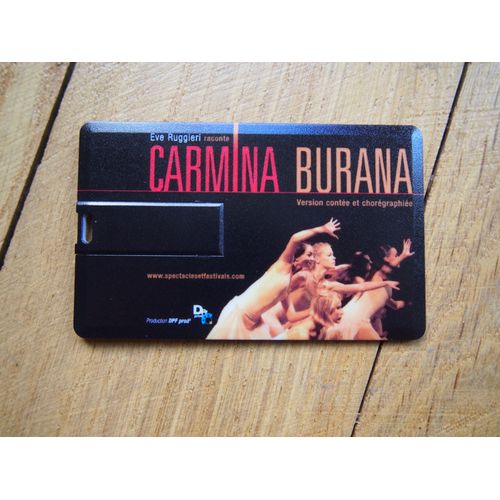 Eve Ruggieri raconte
CARMINA BURANA
Version contée et chorégraphiée
www.spectaclesetfestivals.com
Production DPF prod°